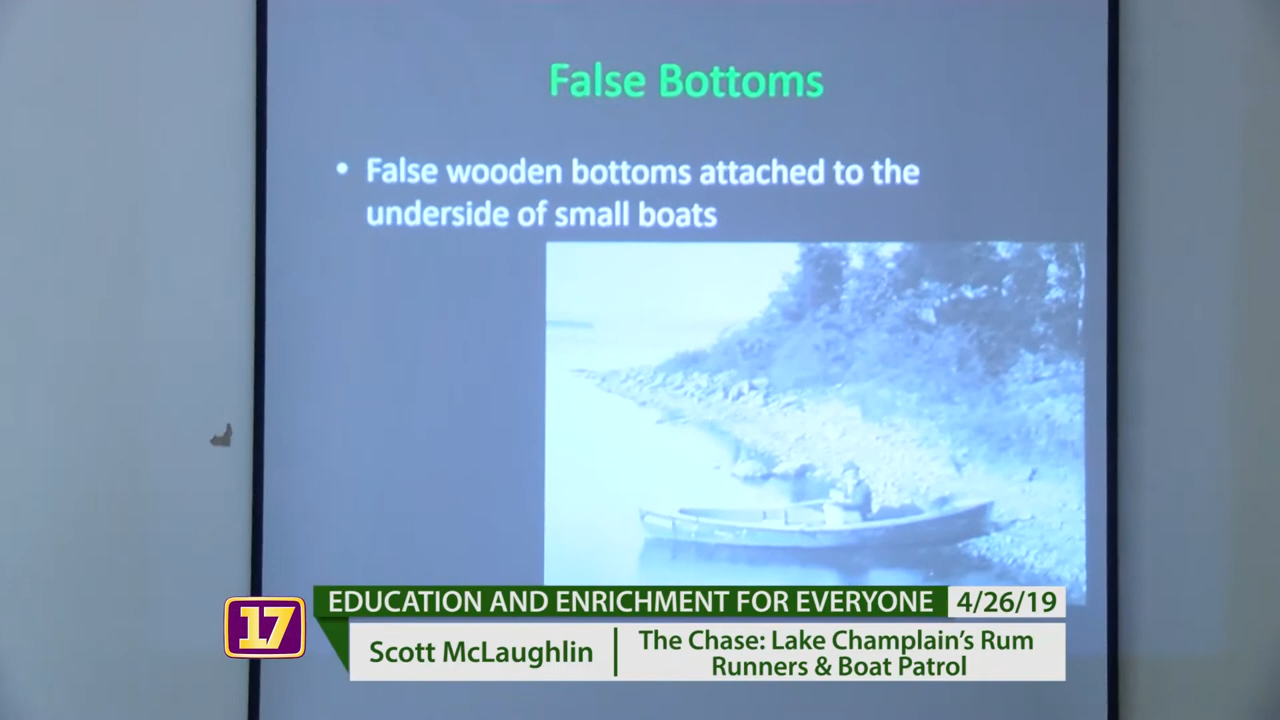 False Bottoms
• False wooden bottoms attached to the
underside of small boats
17
EDUCATION AND ENRICHMENT FOR EVERYONE
4/26/19
Scott McLaughlin
The Chase: Lake Champlain's Rum
Runners & Boat Patrol